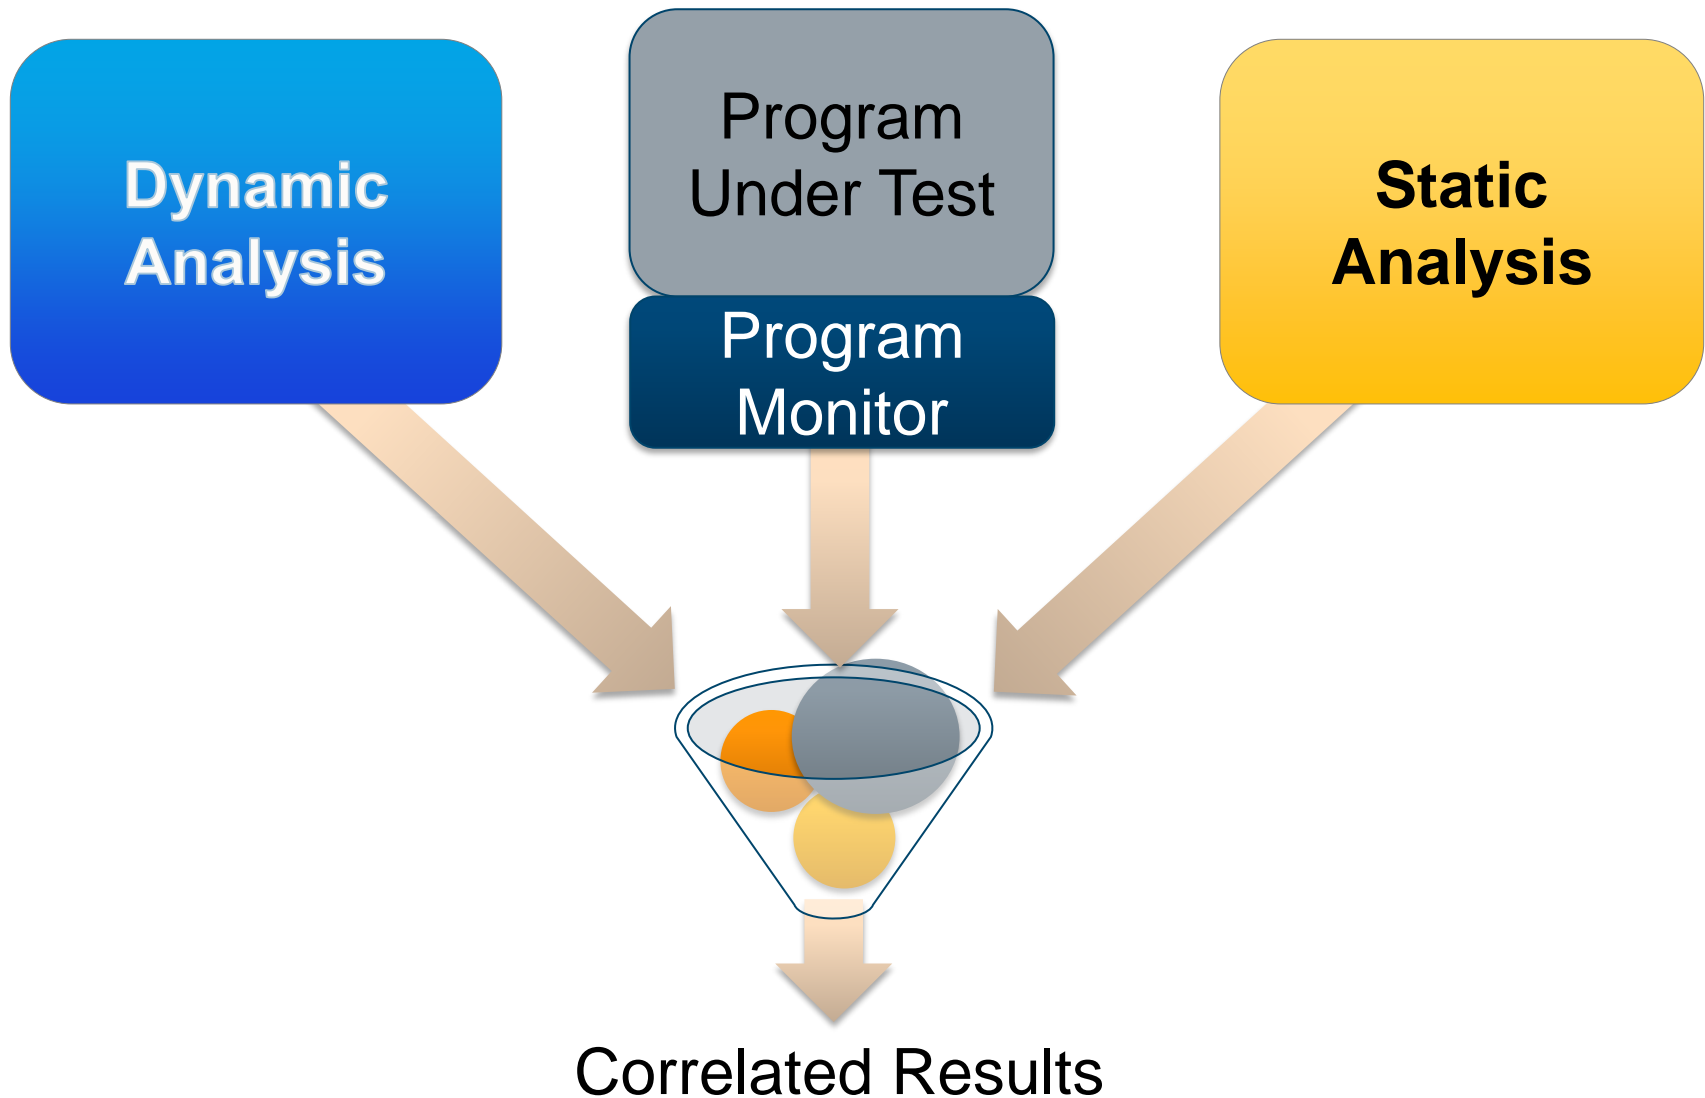 Dynamic
Analysis
Program
Under Test
Program
Monitor
Static
Analysis
Correlated Results